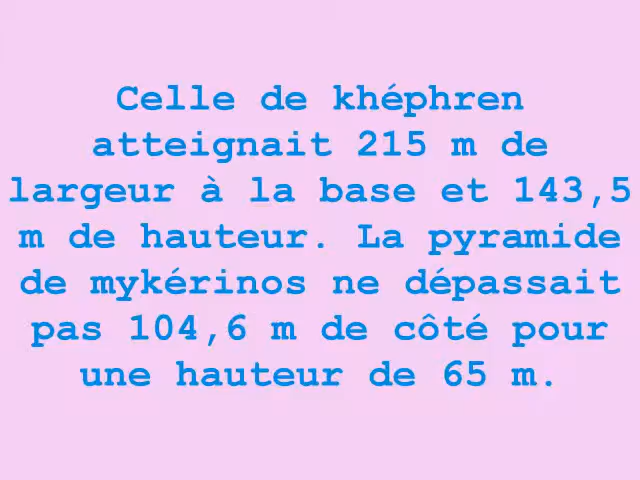 Celle de khéphren
atteignait 215 m de
largeur à la base et 143,5
m de hauteur. La pyramide
de mykérinos ne dépassait
pas 104,6 m de côté pour
une hauteur de 65 m.